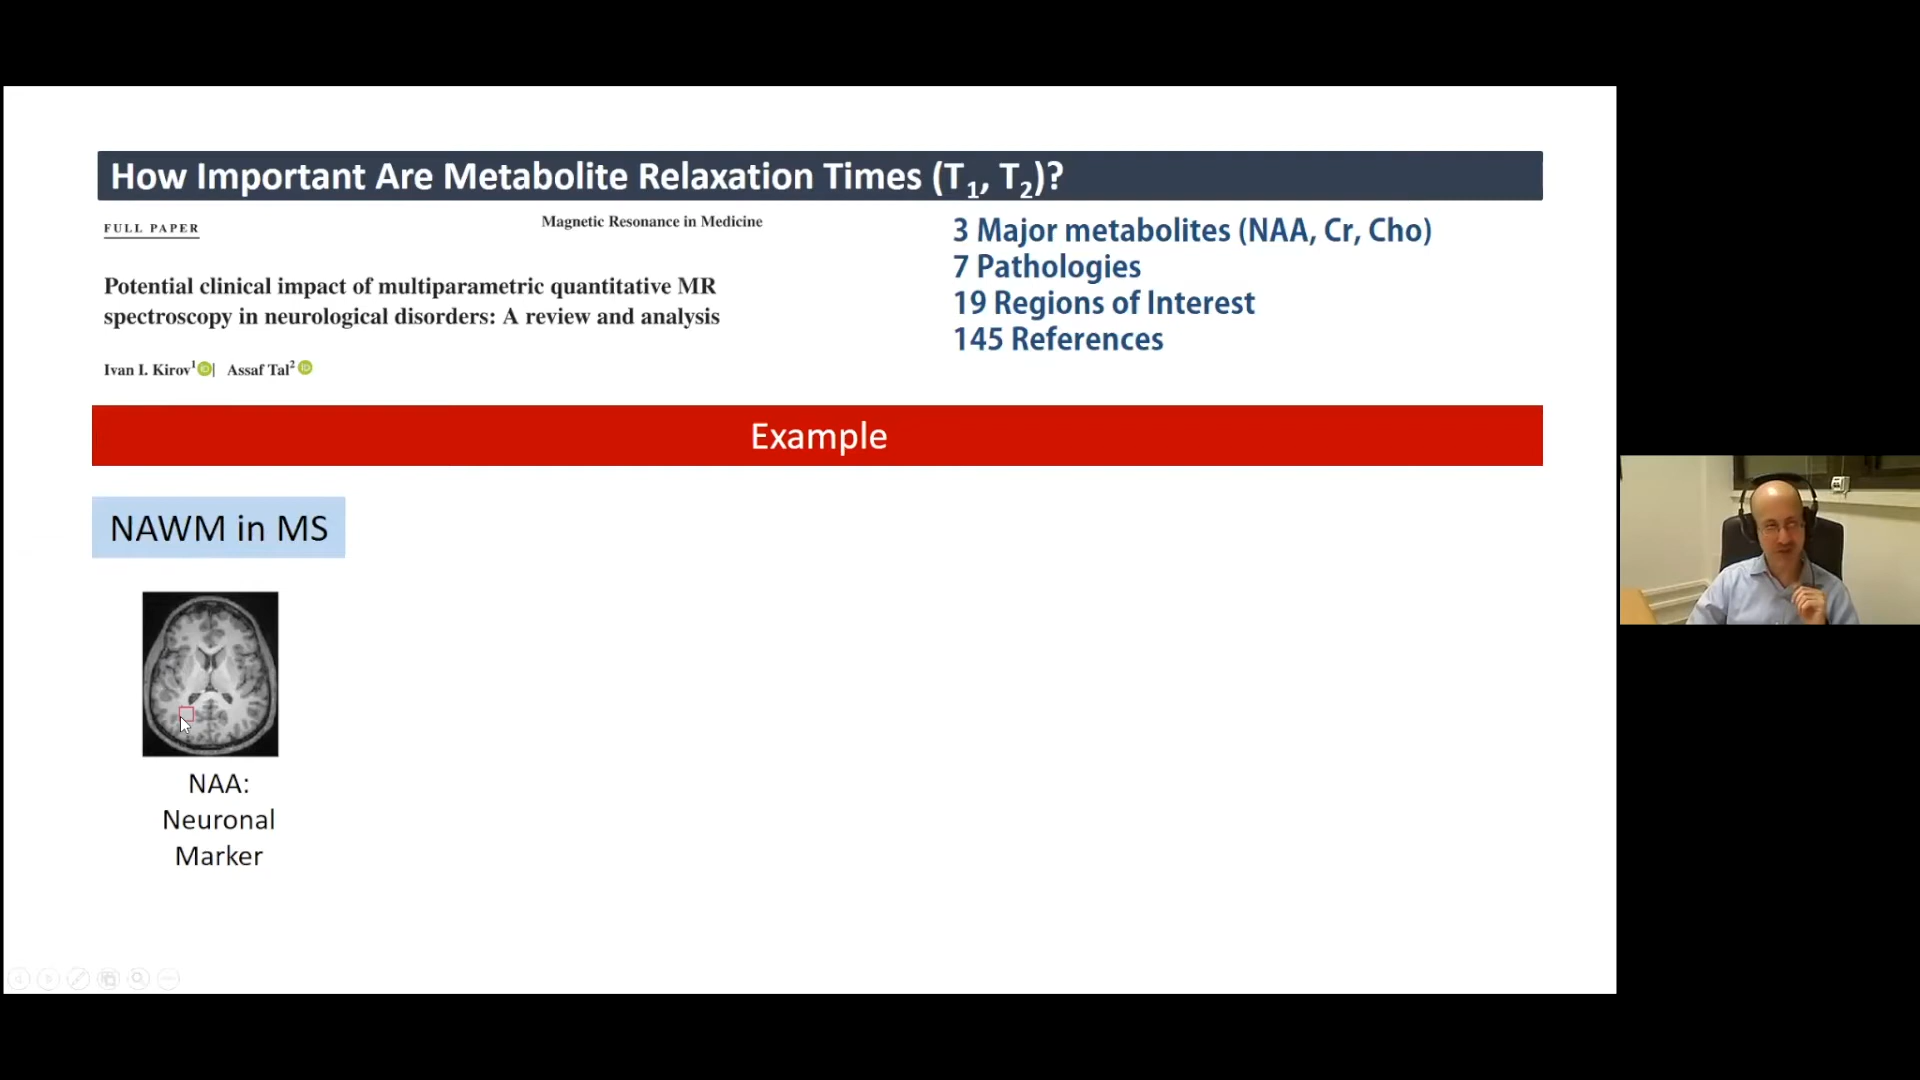 How Important Are Metabolite Relaxation Times (T1, T2)?
FULL PAPER
Magnetic Resonance in Medicine
Potential clinical impact of multiparametric quantitative MR
spectroscopy in neurological disorders: A review and analysis
Ivan I. Kirov1 iD | Assaf Tal2 iD
3 Major metabolites (NAA, Cr, Cho)
7 Pathologies
19 Regions of Interest
145 References
Example
NAWM in MS
NAA:
Neuronal
Marker